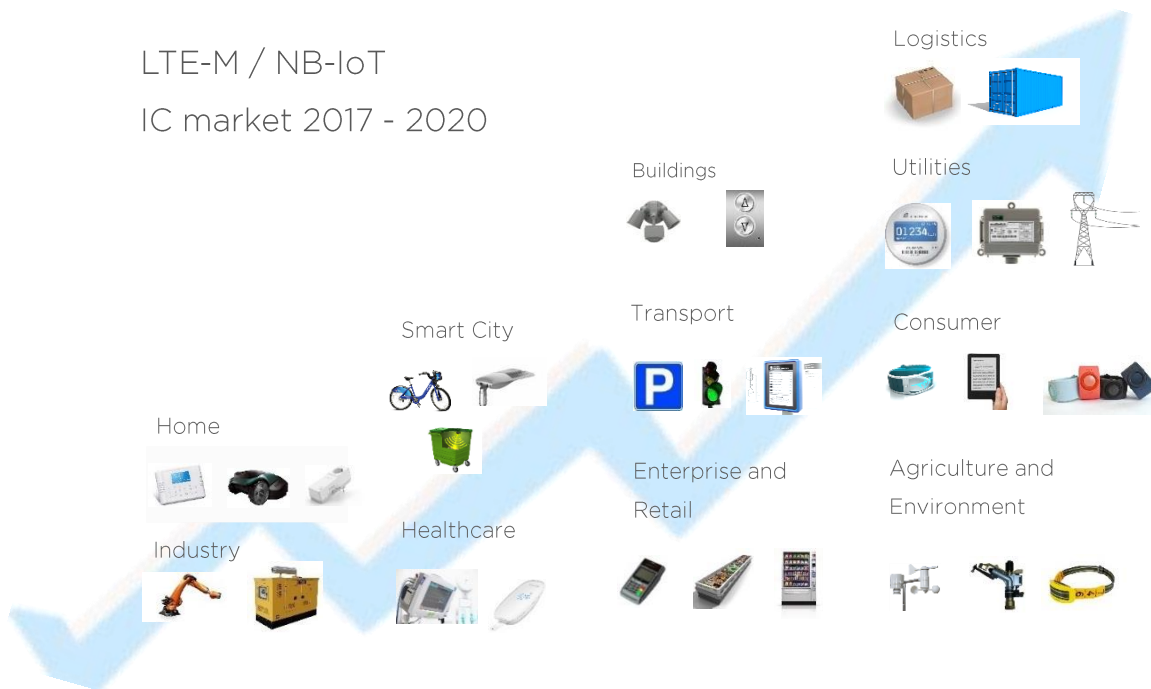 LTE-M / NB-IoT
IC market 2017 - 2020
Logistics
Buildings
Utilities
01234
Smart City
Transport
Consumer
P
Home
Enterprise and
Retail
Agriculture and
Environment
Industry
Healthcare